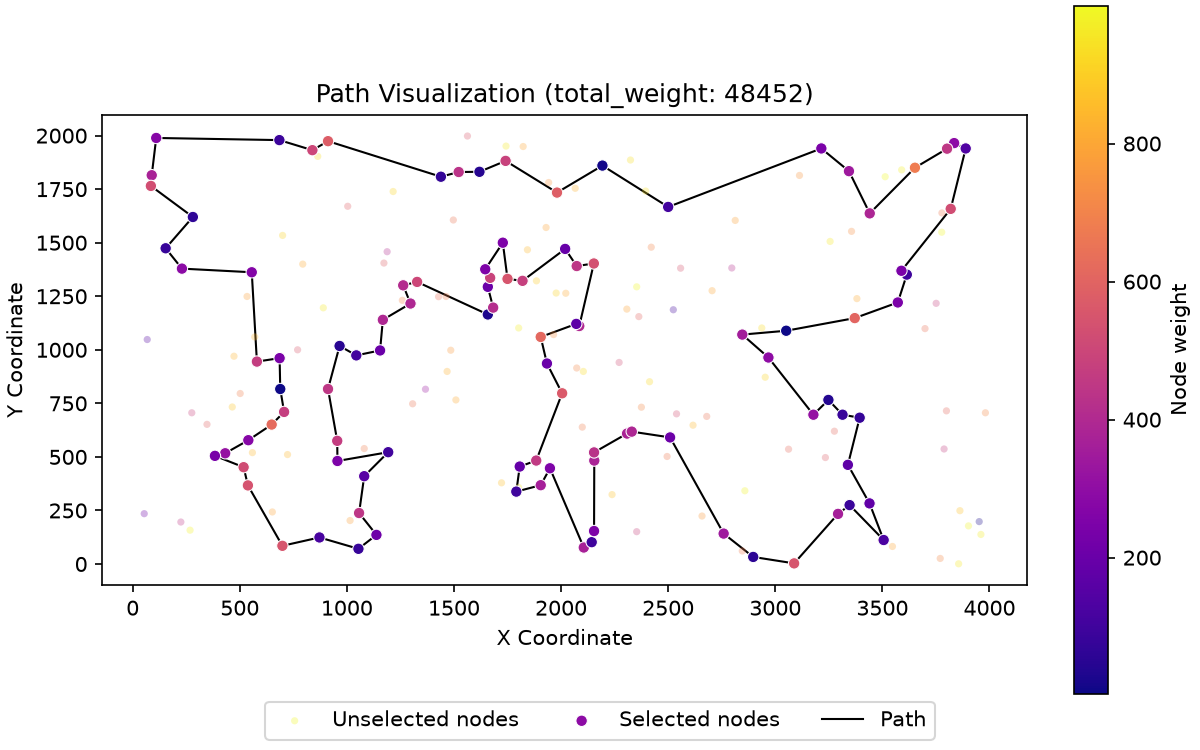 Path Visualization (total_weight: 48452)
Y Coordinate
2000
1750
1500
1250
1000
750
500
250
0
0 500 1000 1500 2000 2500 3000 3500 4000
X Coordinate
800
600
400
200
Node weight
Unselected nodes Selected nodes Path